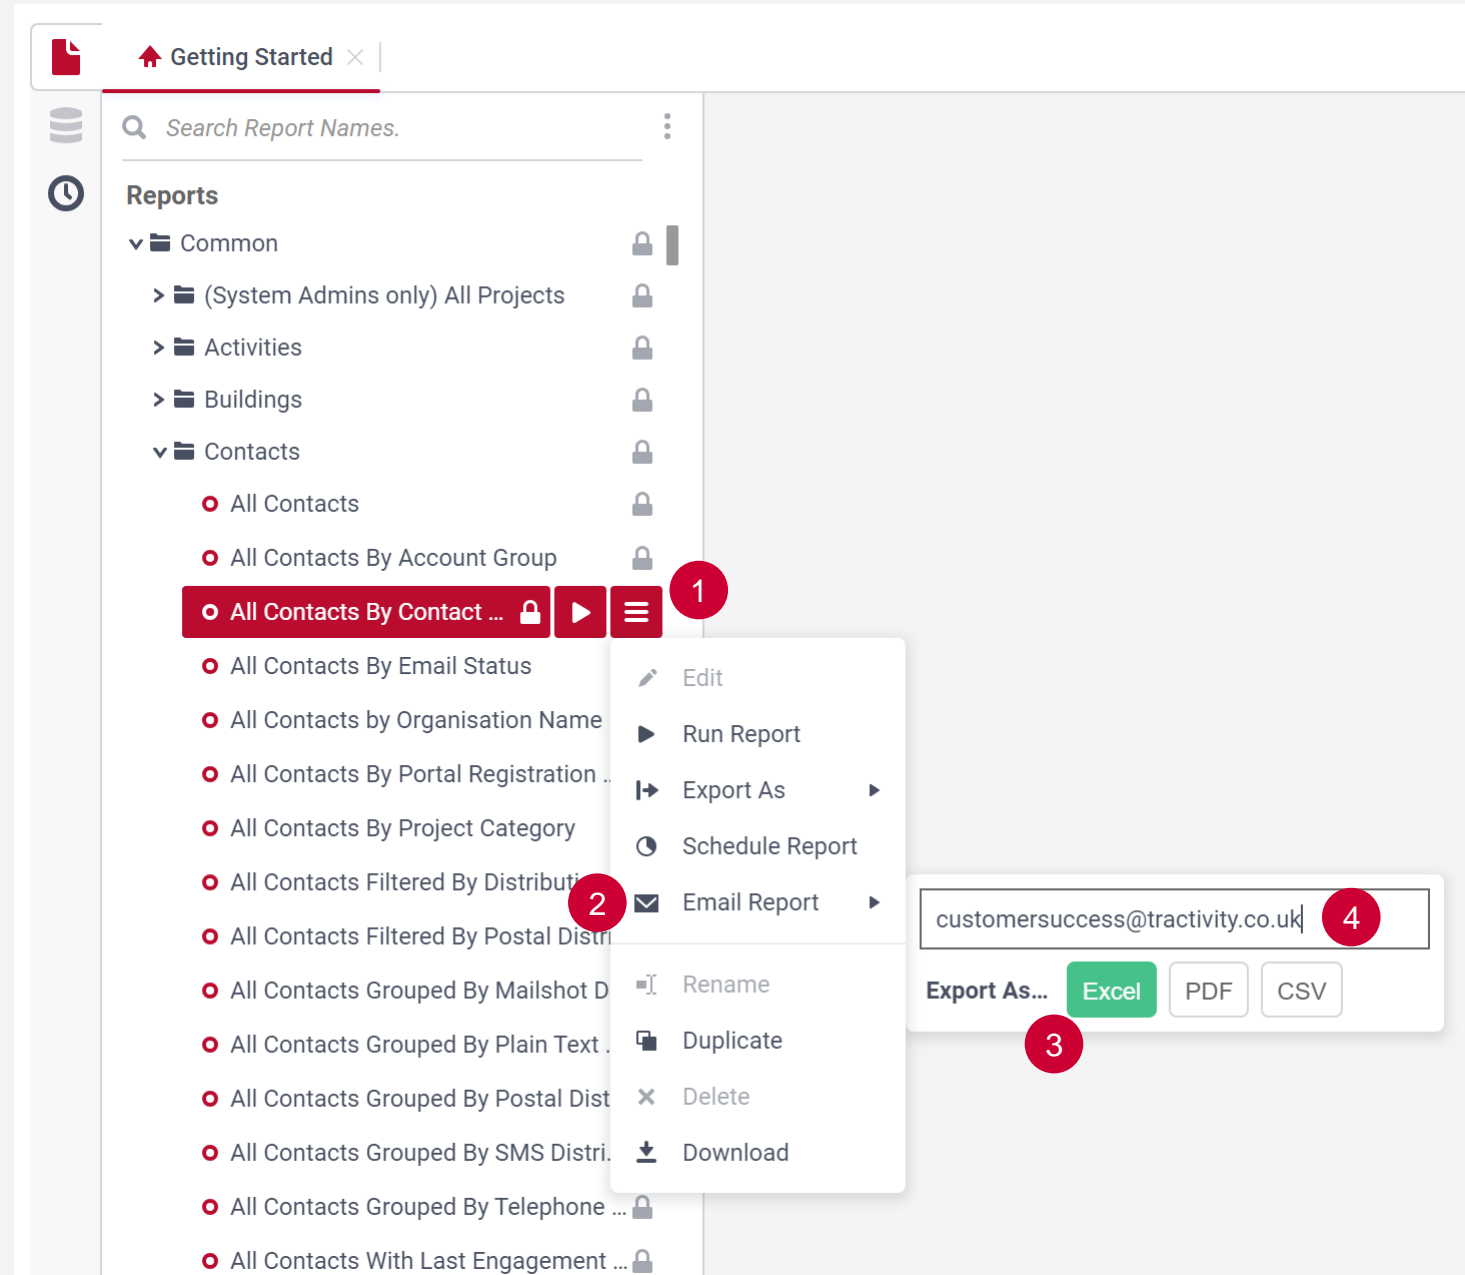 Getting Started
Search Report Names.
Reports
Common
(System Admins only) All Projects
Activities
Buildings
Contacts
All Contacts
All Contacts By Account Group
1
All Contacts By Contact ...
All Contacts By Email Status
All Contacts by Organisation Name
All Contacts By Portal Registration ..
All Contacts By Project Category
All Contacts Filtered By Distributi
All Contacts Filtered By Postal Distri
All Contacts Grouped By Mailshot D
All Contacts Grouped By Plain Text .
All Contacts Grouped By Postal Dist
All Contacts Grouped By SMS Distri.
All Contacts Grouped By Telephone ...
All Contacts With Last Engagement ...
Edit
Run Report
Export As
Schedule Report
2
Email Report
Rename
Duplicate
Delete
Download
customersuccess@tractivity.co.uk
4
Export As... Excel PDF CSV
3